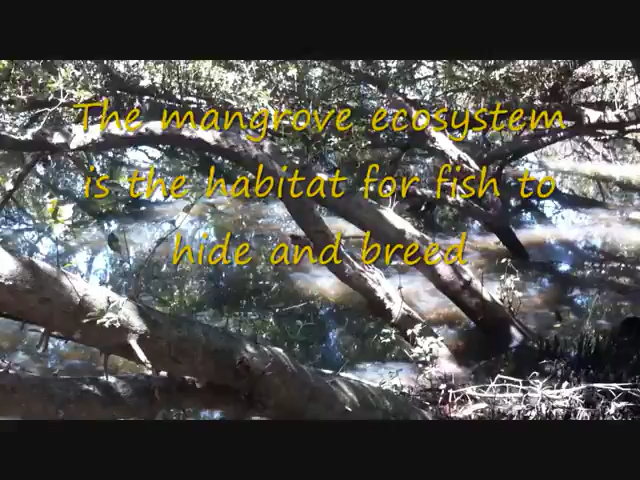 The mangrove ecosystem
is the habitat for fish to
hide and breed